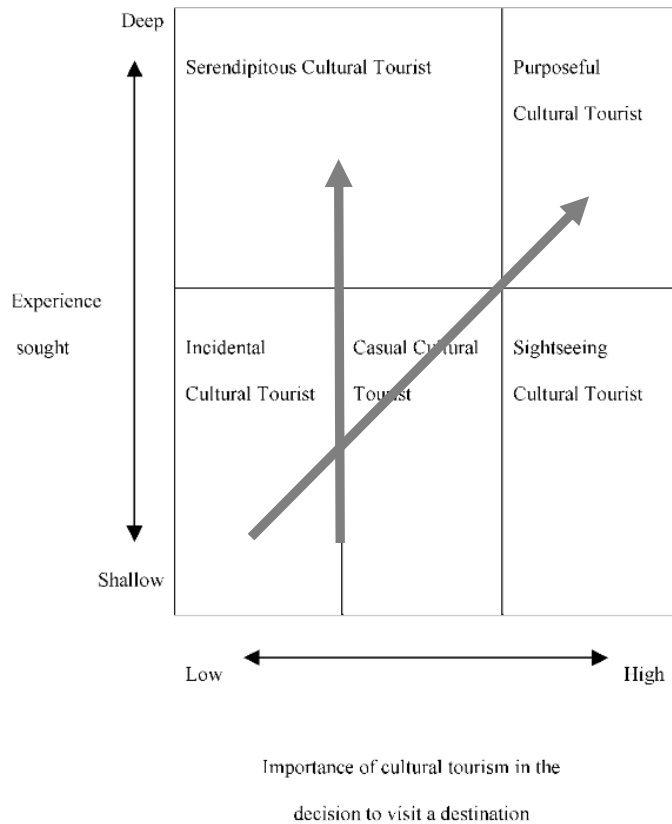 Deep
Serendipitous Cultural Tourist
Purposeful
Cultural Tourist
Experience
sought
Incidental
Cultural Tourist
Casual Cultural
Tourist
Sightseeing
Cultural Tourist
Shallow
Low
High
Importance of cultural tourism in the
decision to visit a destination